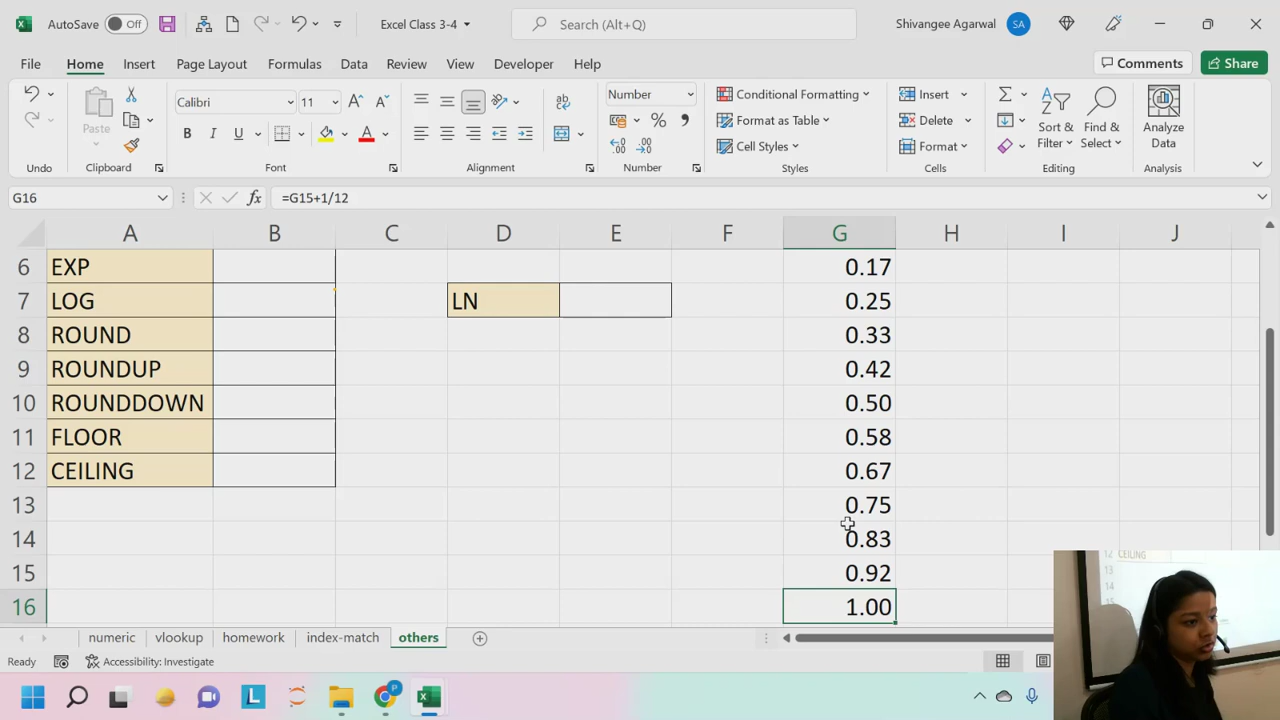 AutoSave Off Excel Class 3-4 Search (Alt+Q) Shivangee Agarwal SA
File Home Insert Page Layout Formulas Data Review View Developer Help Comments Share
Paste Calibri 11 Number Conditional Formatting Insert
Format as Table Delete Sort & Filter Find & Select Analyze Data
Cell Styles Format
Undo Clipboard Font Alignment Number Styles Cells Editing Analysis
G16 fx =G15+1/12
A B C D E F G H I J
6 EXP 0.17
7 LOG LN 0.25
8 ROUND 0.33
9 ROUNDUP 0.42
10 ROUNDDOWN 0.50
11 FLOOR 0.58
12 CEILING 0.67
13 0.75
14 0.83
15 0.92
16 1.00
numeric vlookup homework index-match others
Ready Accessibility: Investigate